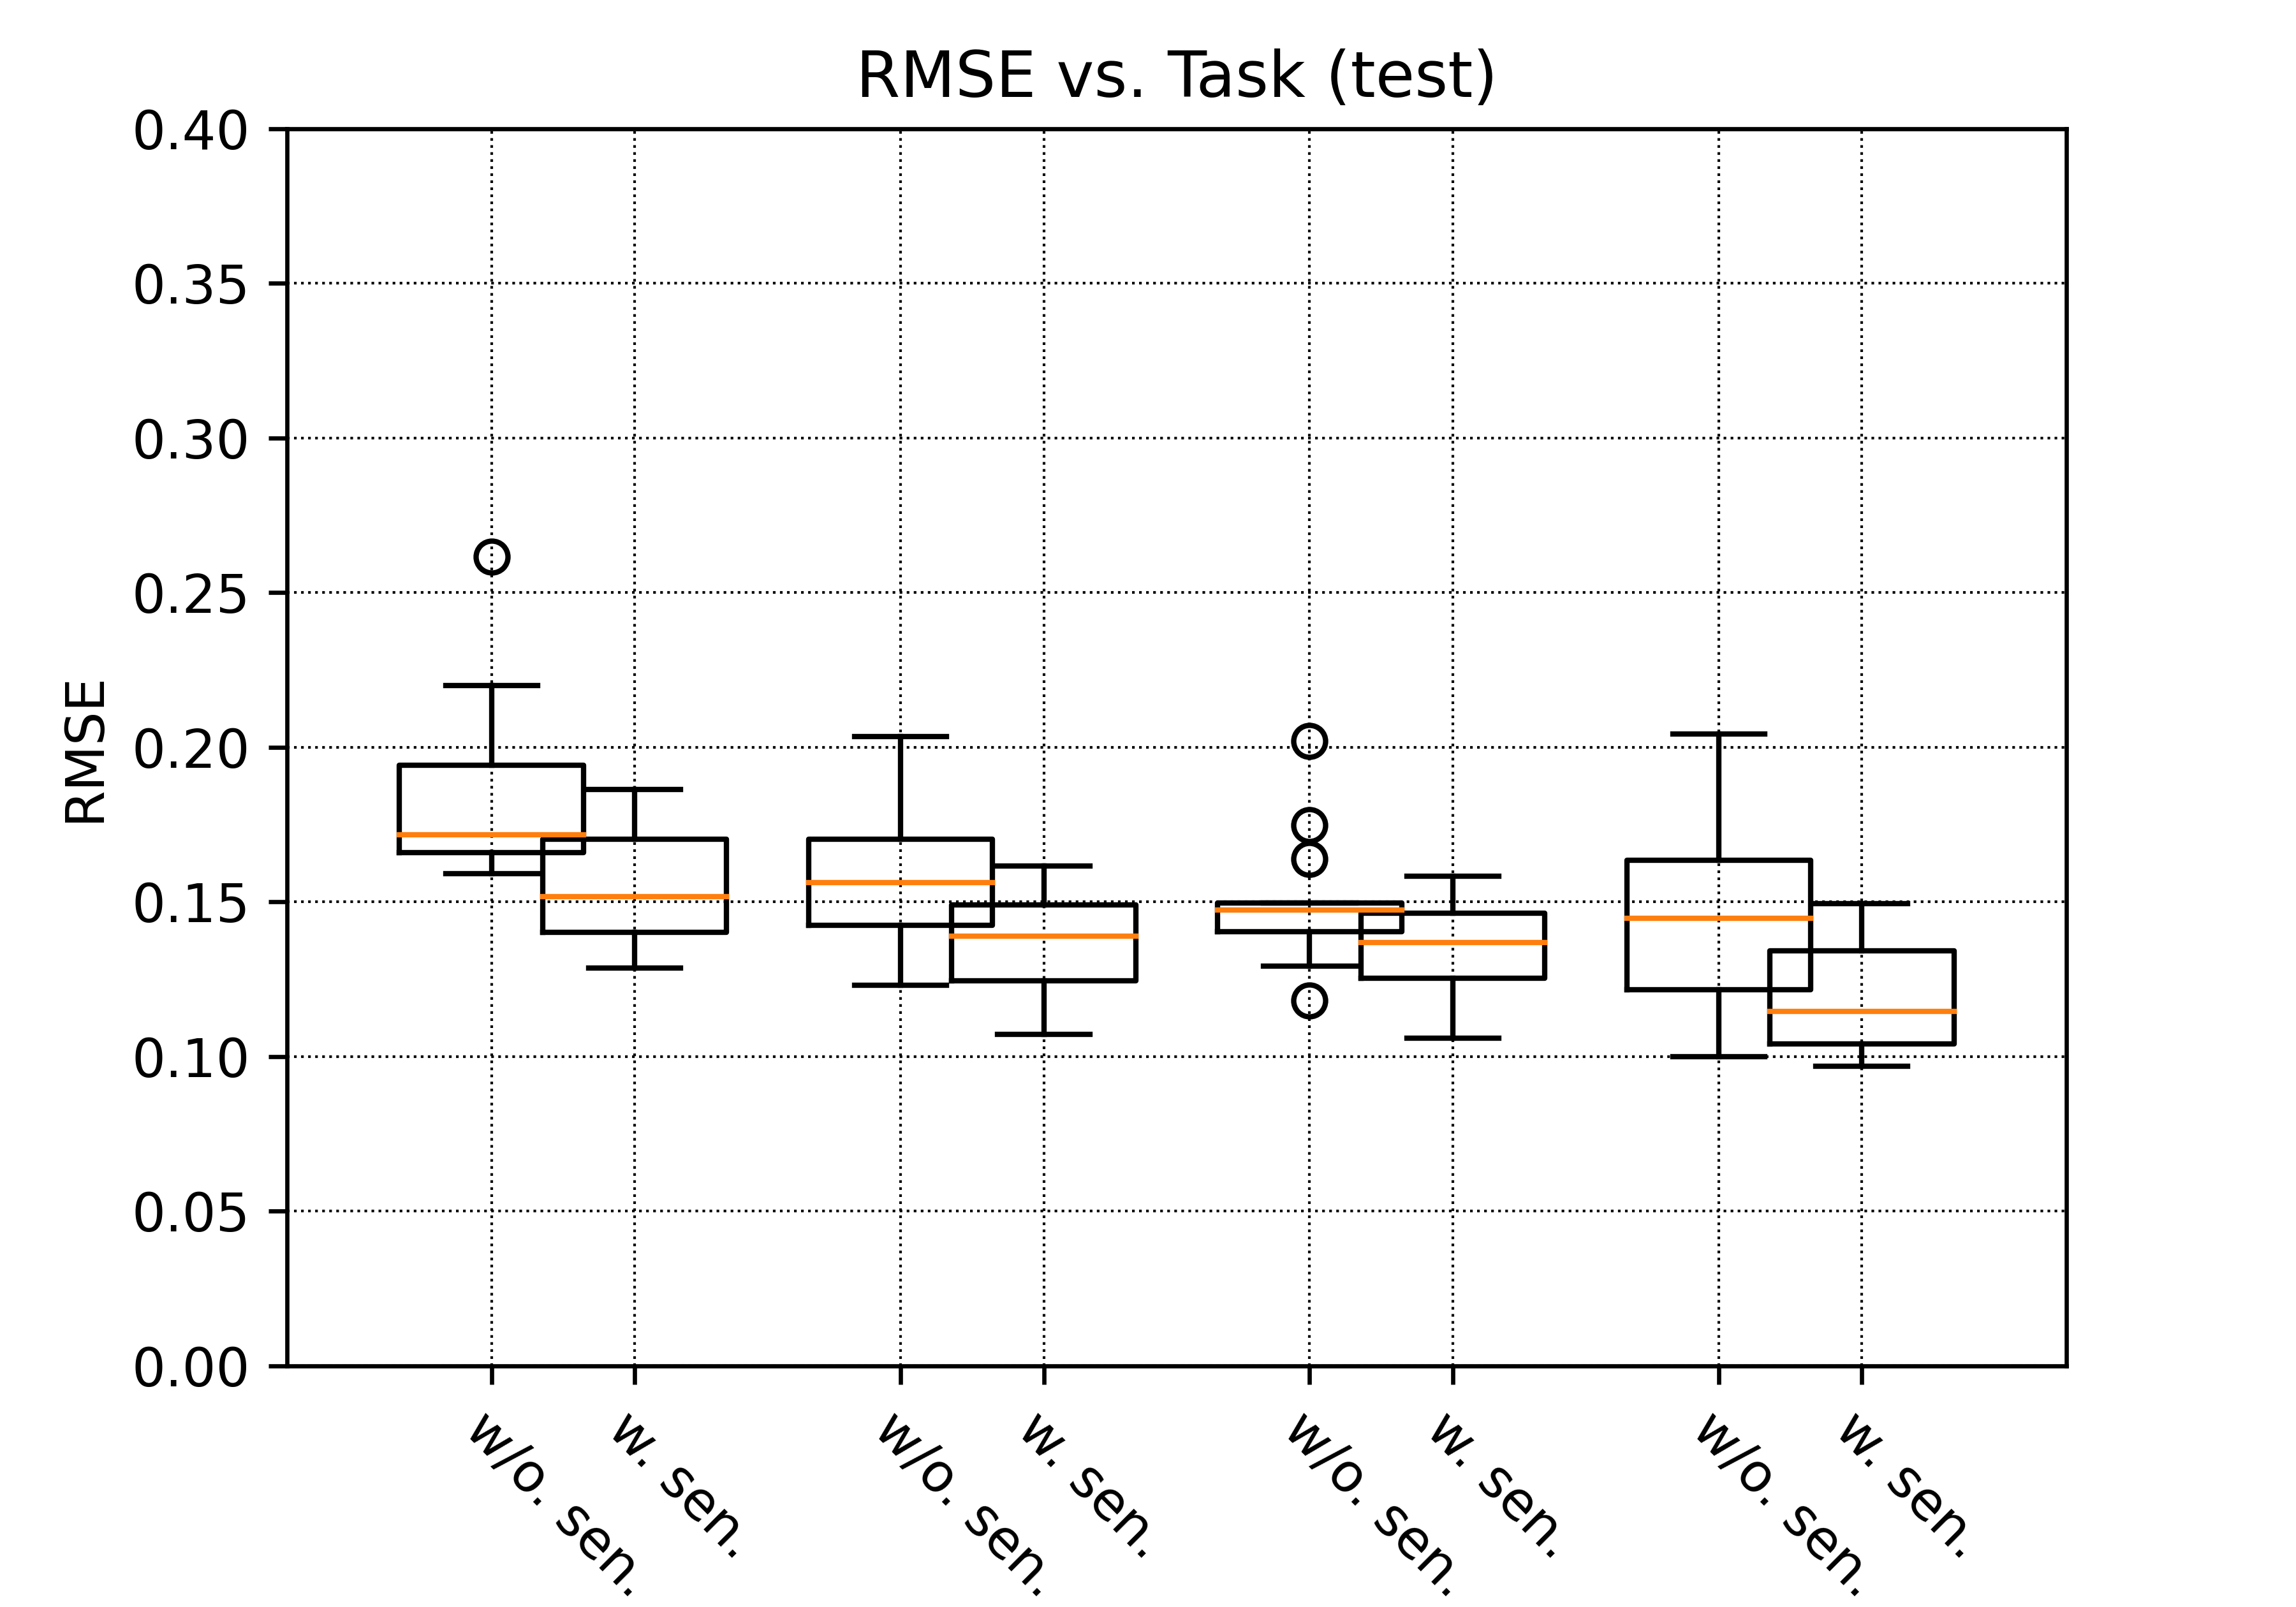 RMSE vs. Task (test)
0.40
0.35
0.30
0.25
0.20
0.15
0.10
0.05
0.00
RMSE
w/o. sen.
w. sen.
w/o. sen.
w. sen.
w/o. sen.
w. sen.
w/o. sen.
w. sen.